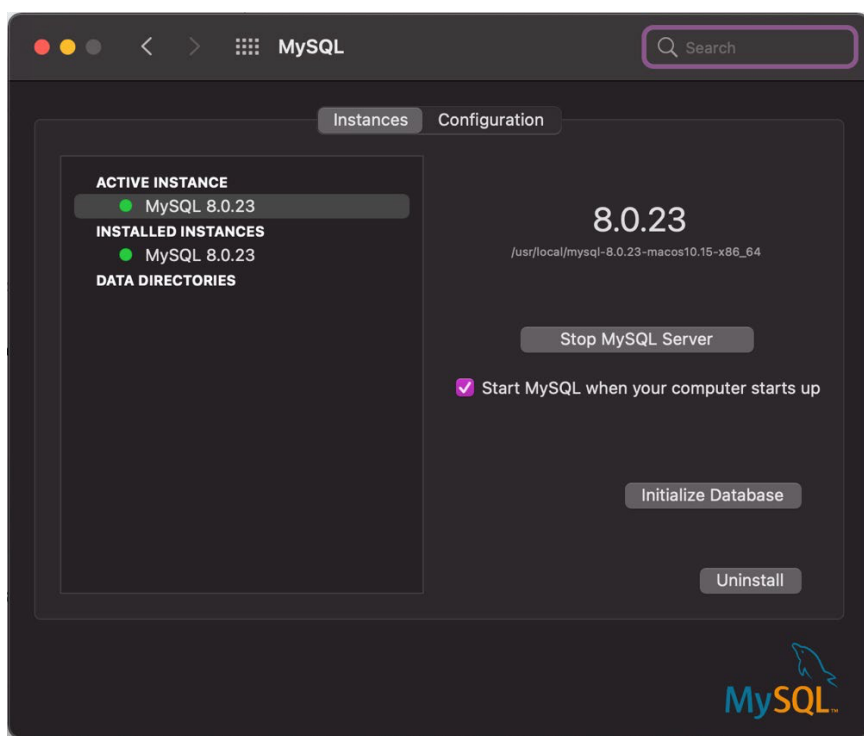 MySQL
Search
Instances
Configuration
ACTIVE INSTANCE
MySQL 8.0.23
INSTALLED INSTANCES
MySQL 8.0.23
DATA DIRECTORIES
8.0.23
/usr/local/mysql-8.0.23-macos10.15-x86_64
Stop MySQL Server
Start MySQL when your computer starts up
Initialize Database
Uninstall
MySQL™